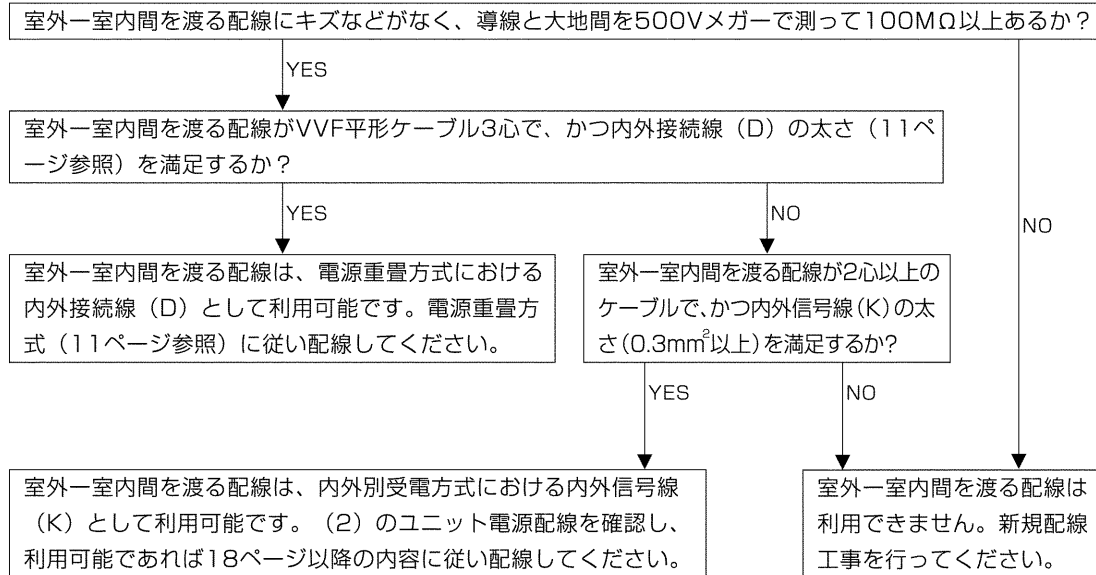 室外ー室内間を渡る配線にキズなどがなく、導線と大地間を500Vメガーで測って100MΩ以上あるか？
YES
室外ー室内間を渡る配線がVVF平形ケーブル3心で、かつ内外接続線（D）の太さ（11ペ
ージ参照）を満足するか？
YES
NO
NO
室外ー室内間を渡る配線は、電源重畳方式における
内外接続線（D）として利用可能です。電源重畳方
式（11ページ参照）に従い配線してください。
室外ー室内間を渡る配線が2心以上の
ケーブルで、かつ内外信号線（K）の太
さ（0.3mm²以上）を満足するか?
YES
NO
室外ー室内間を渡る配線は、内外別受電方式における内外信号線
（K）として利用可能です。（2）のユニット電源配線を確認し、
利用可能であれば18ページ以降の内容に従い配線してください。
室外ー室内間を渡る配線は
利用できません。新規配線
工事を行ってください。